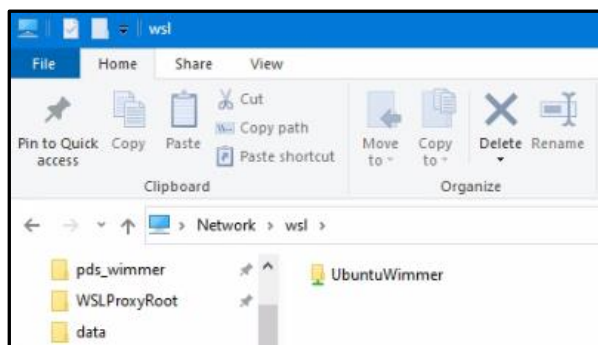 wsl
File Home Share View
Pin to Quick access
Copy
Paste
Cut
Copy path
Paste shortcut
Move to
Copy to
Delete
Rename
Clipboard
Organize
Network > wsl >
pds_wimmer
WSLProxyRoot
data
UbuntuWimmer